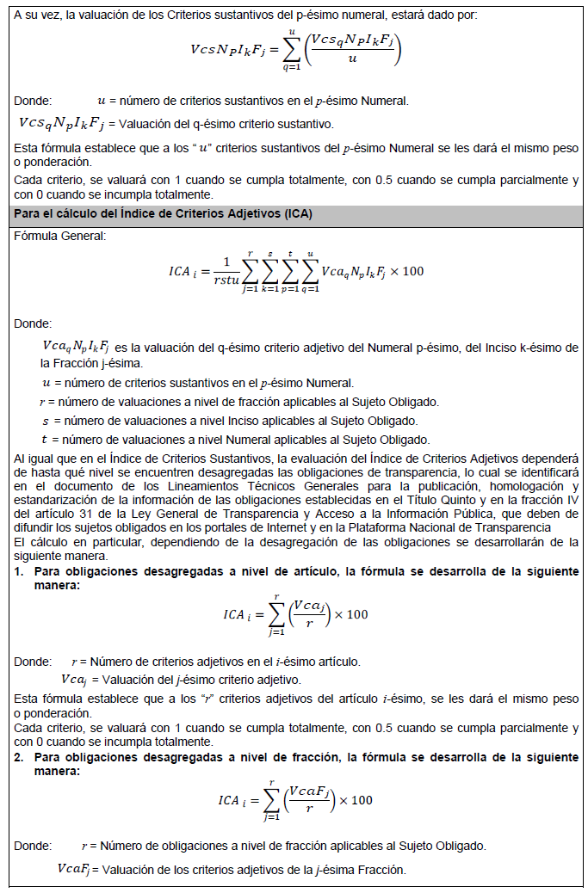 A su vez, la valuación de los Criterios sustantivos del p-ésimo numeral, estará dado por:
VcsN_P I_k F_j = \sum_{q=1}^{u} \left( \frac{Vcs_q N_P I_k F_j}{u} \right)
Donde: u = número de criterios sustantivos en el p-ésimo Numeral.
Vcs_q N_p I_k F_j = Valuación del q-ésimo criterio sustantivo.
Esta fórmula establece que a los “ u” criterios sustantivos del p-ésimo Numeral se les dará el mismo peso
o ponderación.
Cada criterio, se valuará con 1 cuando se cumpla totalmente, con 0.5 cuando se cumpla parcialmente y
con 0 cuando se incumpla totalmente.
Para el cálculo del Índice de Criterios Adjetivos (ICA)
Fórmula General:
ICA_i = \frac{1}{rstu} \sum_{j=1}^{r} \sum_{k=1}^{s} \sum_{p=1}^{t} \sum_{q=1}^{u} Vca_q N_p I_k F_j × 100
Donde:
Vca_q N_p I_k F_j es la valuación del q-ésimo criterio adjetivo del Numeral p-ésimo, del Inciso k-ésimo de
la Fracción j-ésima.
u = número de criterios sustantivos en el p-ésimo Numeral.
r = número de valuaciones a nivel de fracción aplicables al Sujeto Obligado.
s = número de valuaciones a nivel Inciso aplicables al Sujeto Obligado.
t = número de valuaciones a nivel Numeral aplicables al Sujeto Obligado.
Al igual que en el Índice de Criterios Sustantivos, la evaluación del Índice de Criterios Adjetivos dependerá
de hasta qué nivel se encuentren desagregadas las obligaciones de transparencia, lo cual se identificará
en el documento de los Lineamientos Técnicos Generales para la publicación, homologación y
estandarización de la información de las obligaciones establecidas en el Título Quinto y en la fracción IV
del artículo 31 de la Ley General de Transparencia y Acceso a la Información Pública, que deben de
difundir los sujetos obligados en los portales de Internet y en la Plataforma Nacional de Transparencia
El cálculo en particular, dependiendo de la desagregación de las obligaciones se desarrollarán de la
siguiente manera.
1. Para obligaciones desagregadas a nivel de artículo, la fórmula se desarrolla de la siguiente
manera:
ICA_i = \sum_{j=1}^{r} \left( \frac{Vca_j}{r} \right) × 100
Donde: r = Número de criterios adjetivos en el i-ésimo artículo.
Vca_j = Valuación del j-ésimo criterio adjetivo.
Esta fórmula establece que a los “r” criterios adjetivos del artículo i-ésimo, se les dará el mismo peso
o ponderación.
Cada criterio, se valuará con 1 cuando se cumpla totalmente, con 0.5 cuando se cumpla parcialmente y
con 0 cuando se incumpla totalmente.
2. Para obligaciones desagregadas a nivel de fracción, la fórmula se desarrolla de la siguiente
manera:
ICA_i = \sum_{j=1}^{r} \left( \frac{VcaF_j}{r} \right) × 100
Donde: r = Número de obligaciones a nivel de fracción aplicables al Sujeto Obligado.
VcaF_j = Valuación de los criterios adjetivos de la j-ésima Fracción.